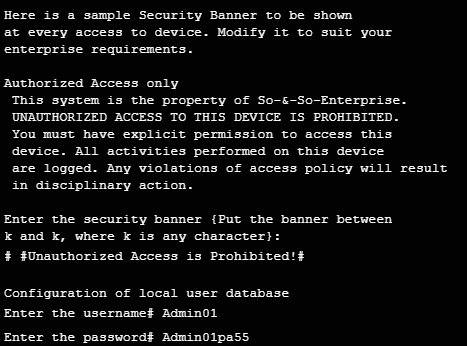 Here is a sample Security Banner to be shown
at every access to device. Modify it to suit your
enterprise requirements.
Authorized Access only
This system is the property of So-&-So-Enterprise.
UNAUTHORIZED ACCESS TO THIS DEVICE IS PROHIBITED.
You must have explicit permission to access this
device. All activities performed on this device
are logged. Any violations of access policy will result
in disciplinary action.
Enter the security banner {Put the banner between
k and k, where k is any character}:
# #Unauthorized Access is Prohibited!#
Configuration of local user database
Enter the username# Admin01
Enter the password# Admin01pa55